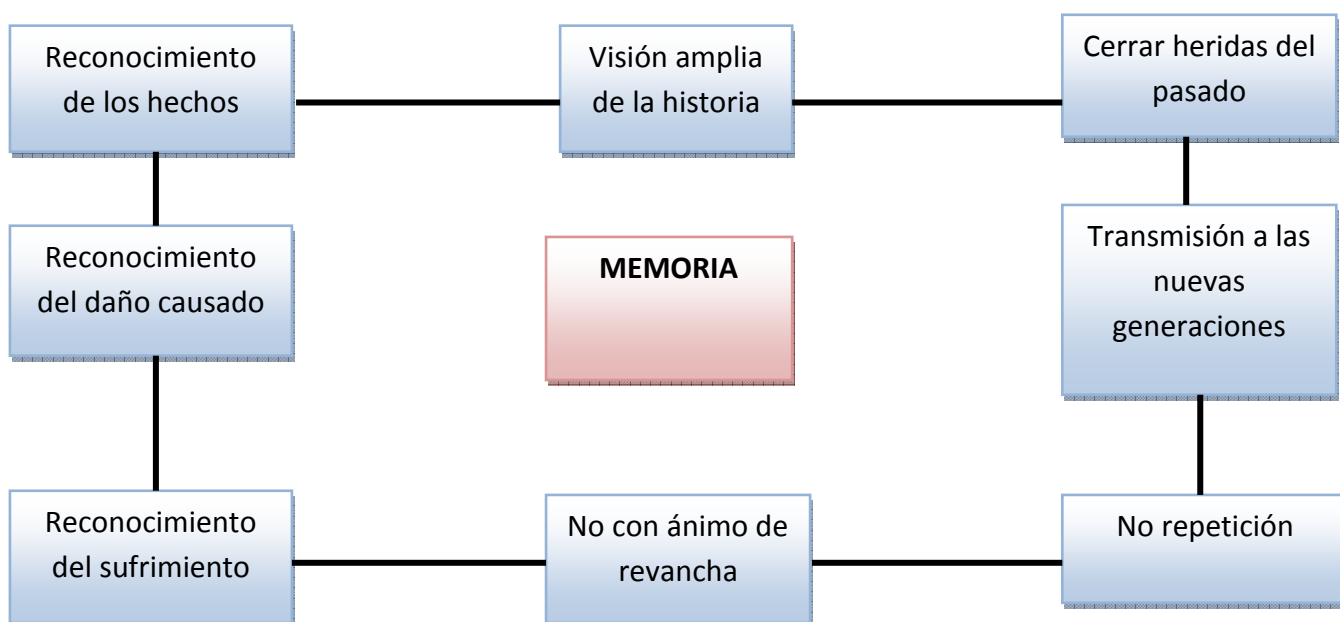 Reconocimiento
de los hechos
Visión amplia
de la historia
Cerrar heridas del
pasado
Reconocimiento
del daño causado
MEMORIA
Transmisión a las
nuevas
generaciones
Reconocimiento
del sufrimiento
No con ánimo de
revancha
No repetición